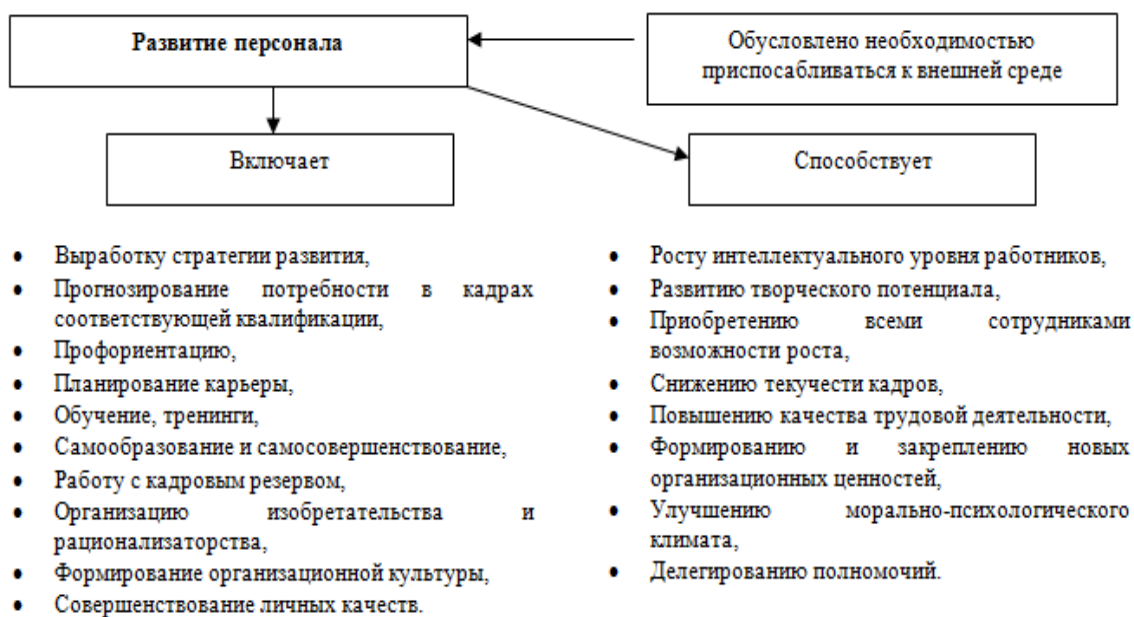 Развитие персонала
Обусловлено необходимостью
приспосабливаться к внешней среде
Включает
Способствует
• Выработку стратегии развития,
• Прогнозирование потребности в кадрах
соответствующей квалификации,
• Профориентацию,
• Планирование карьеры,
• Обучение, тренинги,
• Самообразование и самосовершенствование,
• Работу с кадровым резервом,
• Организацию изобретательства и
рационализаторства,
• Формирование организационной культуры,
• Совершенствование личных качеств.
• Росту интеллектуального уровня работников,
• Развитию творческого потенциала,
• Приобретению всеми сотрудниками
возможности роста,
• Снижению текучести кадров,
• Повышению качества трудовой деятельности,
• Формированию и закреплению новых
организационных ценностей,
• Улучшению морально-психологического
климата,
• Делегированию полномочий.